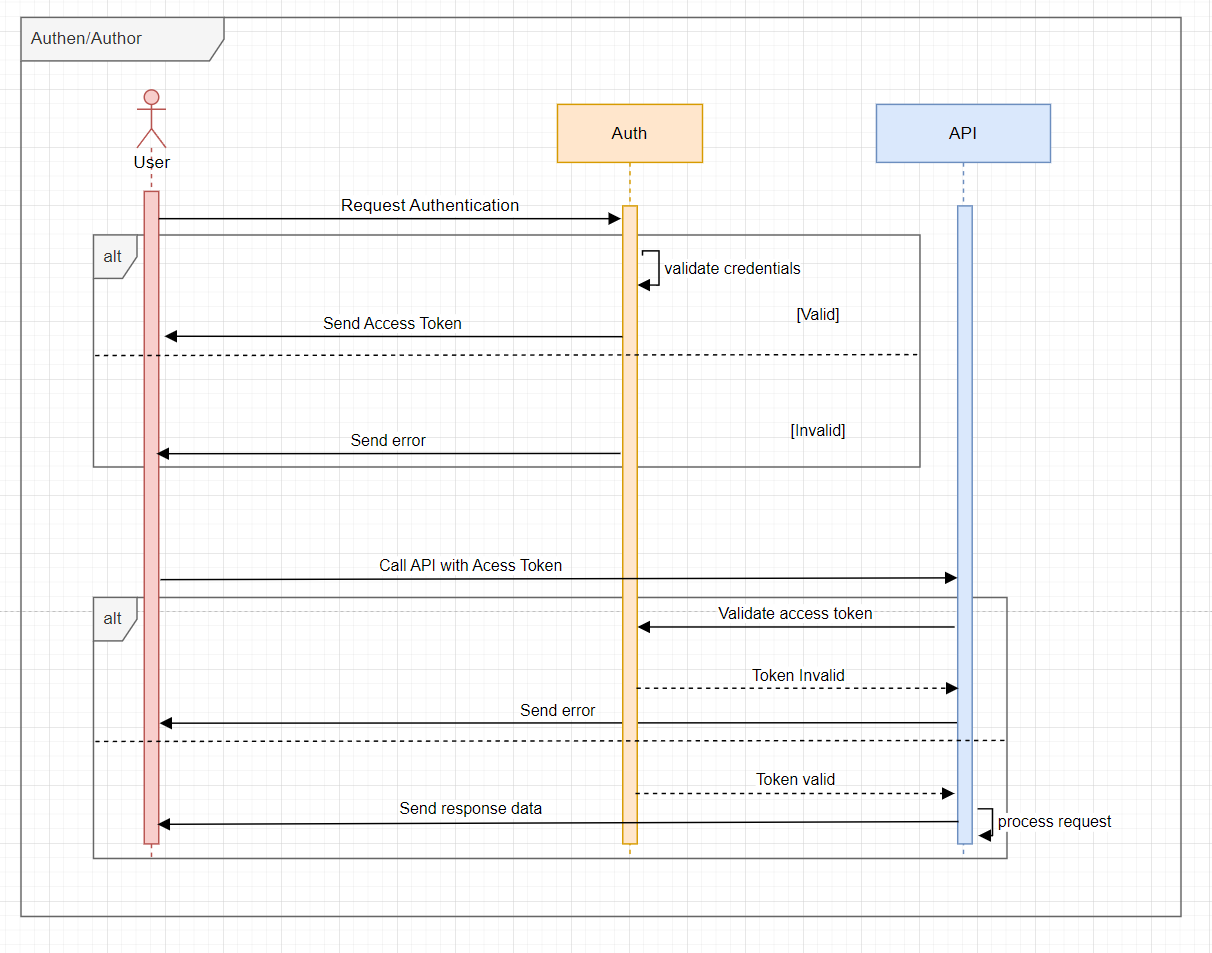 Authen/Author
User
Auth
API
Request Authentication
alt
validate credentials
[Valid]
Send Access Token
[Invalid]
Send error
Call API with Acess Token
alt
Validate access token
Token Invalid
Send error
Token valid
Send response data
process request